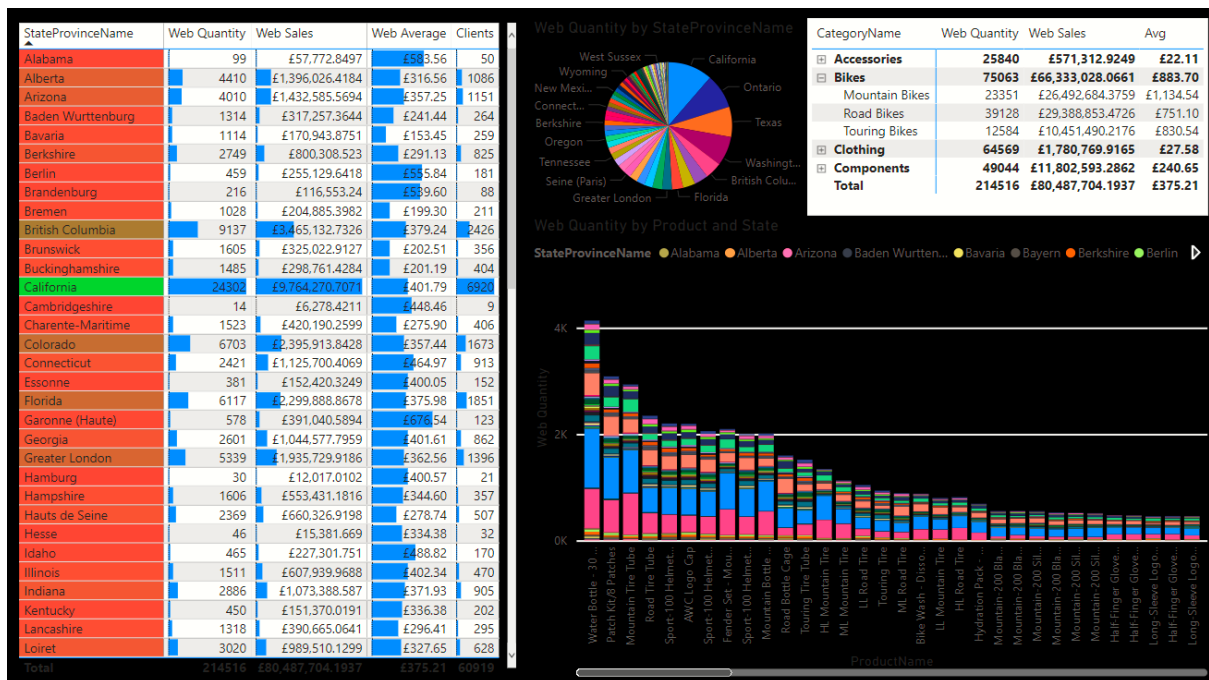 StateProvinceName Web Quantity Web Sales Web Average Clients
Alabama 99 £57,772.8497 £583.56 50
Alberta 4410 £1,396,026.4184 £316.56 1086
Arizona 4010 £1,432,585.5694 £357.25 1151
Baden Wurttenburg 1314 £317,257.3644 £241.44 264
Bavaria 1114 £170,943.8751 £153.45 259
Berkshire 2749 £800,308.523 £291.13 825
Berlin 459 £255,129.6418 £555.84 181
Brandenburg 216 £116,553.24 £539.60 88
Bremen 1028 £204,885.3982 £199.30 211
British Columbia 9137 £3,465,132.7326 £379.24 2426
Brunswick 1605 £325,022.9127 £202.51 356
Buckinghamshire 1485 £298,761.4284 £201.19 404
California 24302 £9,764,270.7071 £401.79 6920
Cambridgeshire 14 £6,278.4211 £448.46 9
Charente-Maritime 1523 £420,190.2599 £275.90 406
Colorado 6703 £2,395,913.8428 £357.44 1673
Connecticut 2421 £1,125,700.4069 £464.97 913
Essonne 381 £152,420.3249 £400.05 152
Florida 6117 £2,299,888.8678 £375.98 1851
Garonne (Haute) 578 £391,040.5894 £676.54 123
Georgia 2601 £1,044,577.7959 £401.61 862
Greater London 5339 £1,935,729.9186 £362.56 1396
Hamburg 30 £12,017.0102 £400.57 21
Hampshire 1606 £553,431.1816 £344.60 357
Hauts de Seine 2369 £660,326.9198 £278.74 507
Hesse 46 £15,381.669 £334.38 32
Idaho 465 £227,301.751 £488.82 170
Illinois 1511 £607,939.9688 £402.34 470
Indiana 2886 £1,073,388.587 £371.93 905
Kentucky 450 £151,370.0191 £336.38 202
Lancashire 1318 £390,665.0641 £296.41 295
Loiret 3020 £989,510.1299 £327.65 628
Total 214516 £80,487,704.1937 £375.21 60919
Web Quantity by StateProvinceName
West Sussex
Wyoming
New Mexi...
Connect...
Berkshire
Oregon
Tennessee
Seine (Paris)
Greater London
California
Ontario
Texas
Washingt...
British Colu...
Florida
CategoryName Web Quantity Web Sales Avg
Accessories 25840 £571,312.9249 £22.11
Bikes 75063 £66,333,028.0661 £883.70
Mountain Bikes 23351 £26,492,684.3759 £1,134.54
Road Bikes 39128 £29,388,853.4726 £751.10
Touring Bikes 12584 £10,451,490.2176 £830.54
Clothing 64569 £1,780,769.9165 £27.58
Components 49044 £11,802,593.2862 £240.65
Total 214516 £80,487,704.1937 £375.21
Web Quantity by Product and State
StateProvinceName Alabama Alberta Arizona Baden Wurtten... Bavaria Bayern Berkshire Berlin
Web Quantity
4K
2K
0K
Water Bottle - 30 ...
Patch Kit/8 Patches
Mountain Tire Tube
Road Tire Tube
Sport-100 Helmet...
AWC Logo Cap
Sport-100 Helmet...
Fender Set - Mou...
Sport-100 Helmet...
Mountain Bottle ...
Road Bottle Cage
Touring Tire Tube
HL Mountain Tire
ML Mountain Tire
LL Road Tire
Touring Tire
ML Road Tire
Bike Wash - Disso...
LL Mountain Tire
HL Road Tire
Hydration Pack - ...
Mountain-200 Bla...
Mountain-200 Bla...
Mountain-200 Sil...
Mountain-200 Bla...
Mountain-200 Sil...
Mountain-200 Sil...
Half-Finger Glove...
Half-Finger Glove...
Long-Sleeve Logo...
Half-Finger Glove...
Long-Sleeve Logo...
ProductName